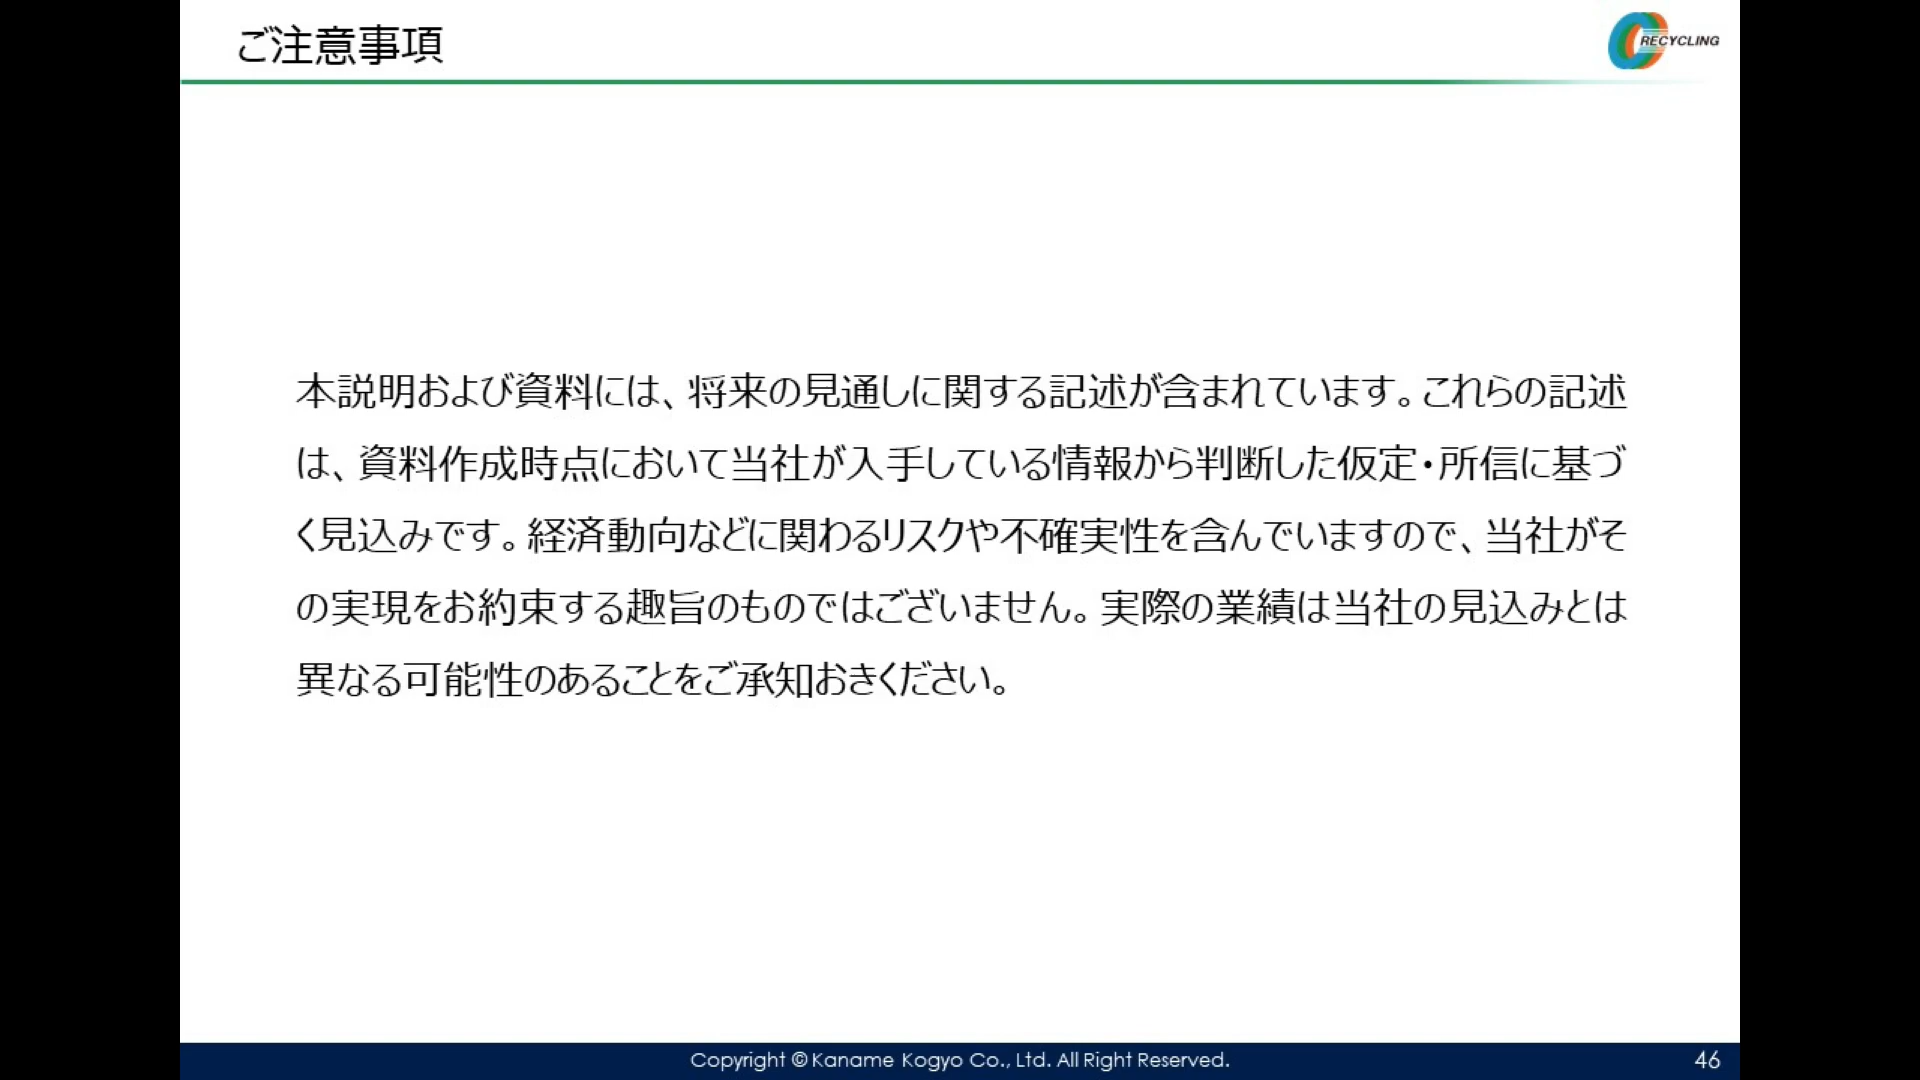 ご注意事項
RECYCLING
本説明および資料には、将来の見通しに関する記述が含まれています。これらの記述
は、資料作成時点において当社が入手している情報から判断した仮定・所信に基づ
く見込みです。経済動向などに関わるリスクや不確実性を含んでいますので、当社がそ
の実現をお約束する趣旨のものではございません。実際の業績は当社の見込みとは
異なる可能性のあることをご承知おきください。
Copyright © Kaname Kogyo Co., Ltd. All Right Reserved.
46